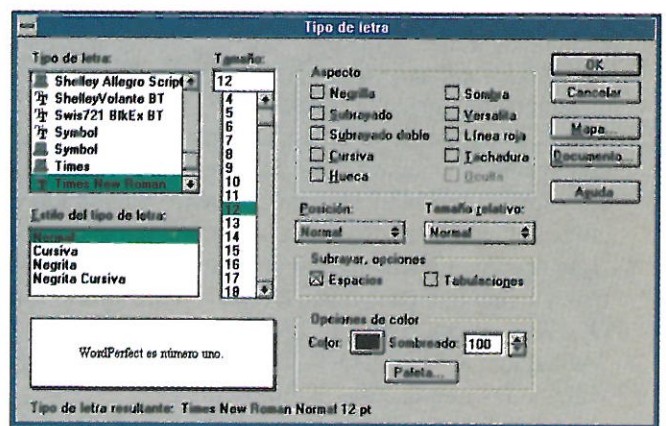 Tipo de letra
Tipo de letra:
Shelley Allegro Script
ShelleyVolante BT
Swis721 BlkEx BT
Symbol
Symbol
Times
Times New Roman
Tamaño:
12
4
5
6
7
8
9
10
11
12
13
14
15
16
17
18
Estilo del tipo de letra:
Normal
Cursiva
Negrita
Negrita Cursiva
WordPerfect es número uno.
Aspecto
Negrilla
Subrayado
Subrayado doble
Cursiva
Hueca
Sombra
Versalita
Línea roja
Tachadura
Oculta
Posición:
Normal
Tamaño relativo:
Normal
Subrayar, opciones
Espacios
Tabulaciones
Opciones de color
Color:
Sombreado: 100
Paleta...
OK
Cancelar
Mapa...
Documento...
Ayuda
Tipo de letra resultante: Times New Roman Normal 12 pt